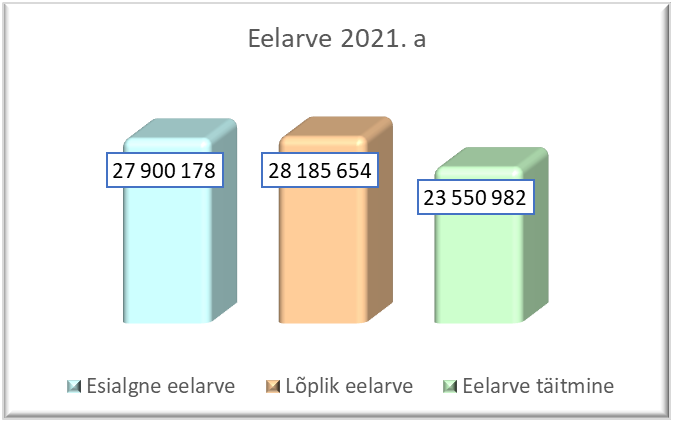 Eelarve 2021. a
27 900 178
28 185 654
23 550 982
Esialgne eelarve
Lõplik eelarve
Eelarve täitmine